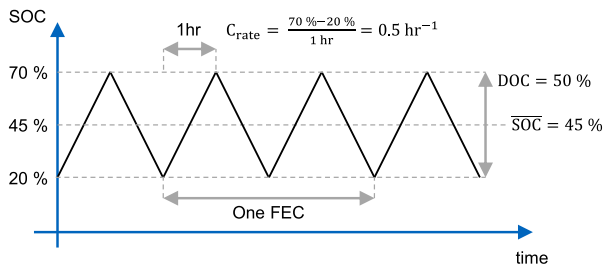 SOC
1hr
C_rate = (70 %−20 %)/(1 hr) = 0.5 hr⁻¹
70 %
DOC = 50 %
45 %
S̅O̅C̅ = 45 %
20 %
One FEC
time